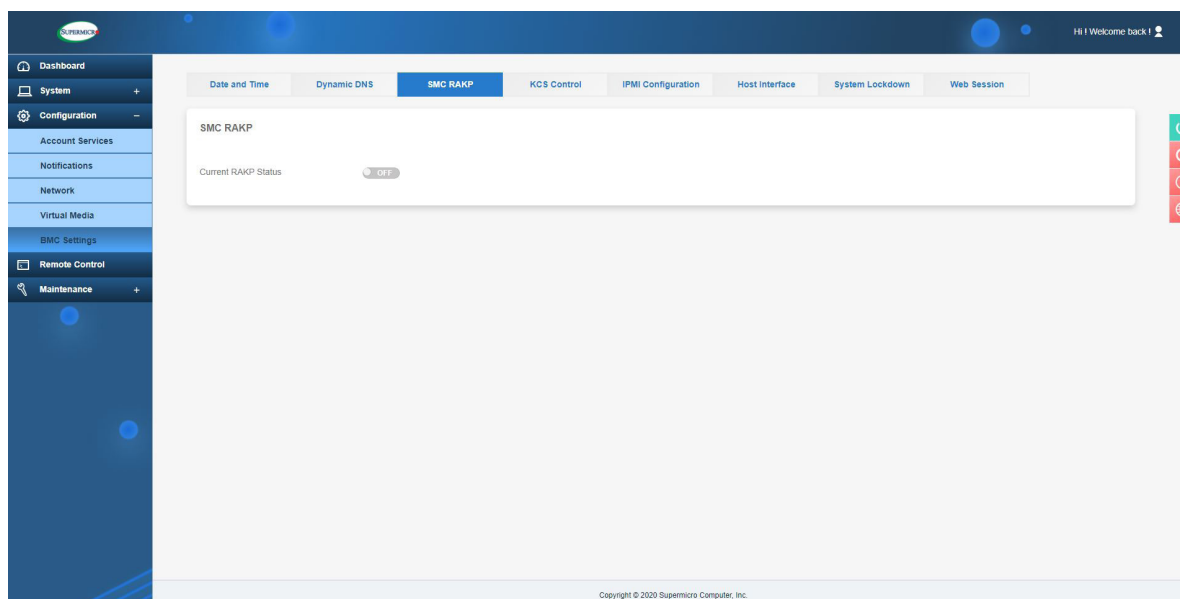 SUPERMICRO
Hi ! Welcome back !
Dashboard
System +
Configuration −
Account Services
Notifications
Network
Virtual Media
BMC Settings
Remote Control
Maintenance +
Date and Time Dynamic DNS SMC RAKP KCS Control IPMI Configuration Host Interface System Lockdown Web Session
SMC RAKP
Current RAKP Status OFF
Copyright © 2020 Supermicro Computer, Inc.